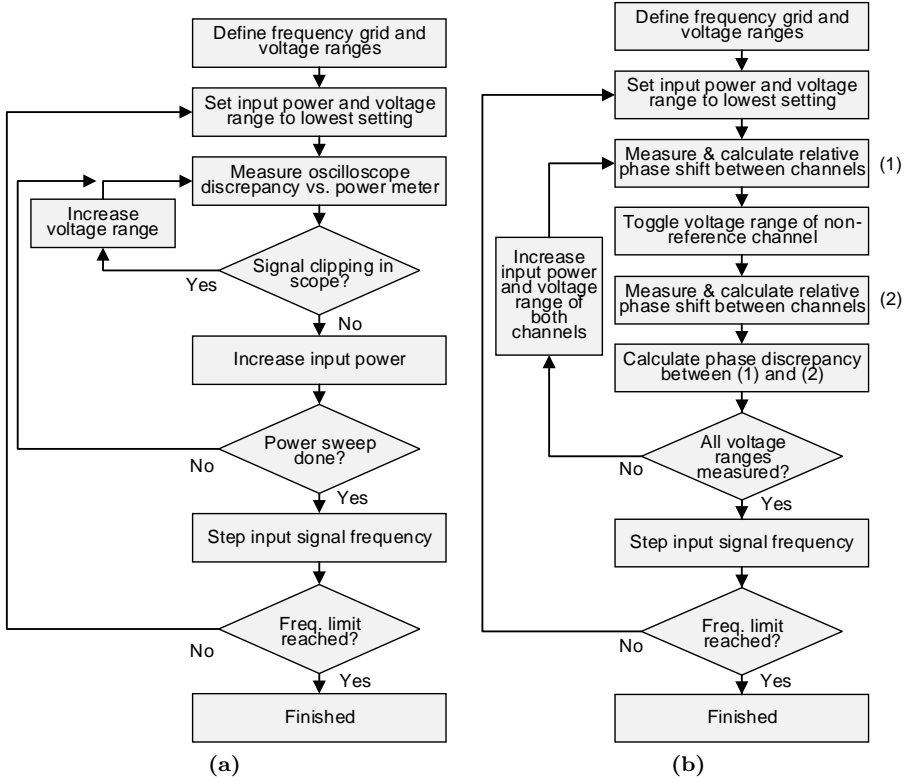 Define frequency grid and
voltage ranges
Set input power and voltage
range to lowest setting
Measure oscilloscope
discrepancy vs. power meter
Increase
voltage range
Signal clipping in
scope?
Yes
No
Increase input power
Power sweep
done?
No
Yes
Step input signal frequency
Freq. limit
reached?
No
Yes
Finished
(a)
Define frequency grid and
voltage ranges
Set input power and voltage
range to lowest setting
Measure & calculate relative
phase shift between channels
(1)
Toggle voltage range of non-
reference channel
Increase
input power
and voltage
range of
both
channels
Measure & calculate relative
phase shift between channels
(2)
Calculate phase discrepancy
between (1) and (2)
All voltage
ranges
measured?
No
Yes
Step input signal frequency
Freq. limit
reached?
No
Yes
Finished
(b)